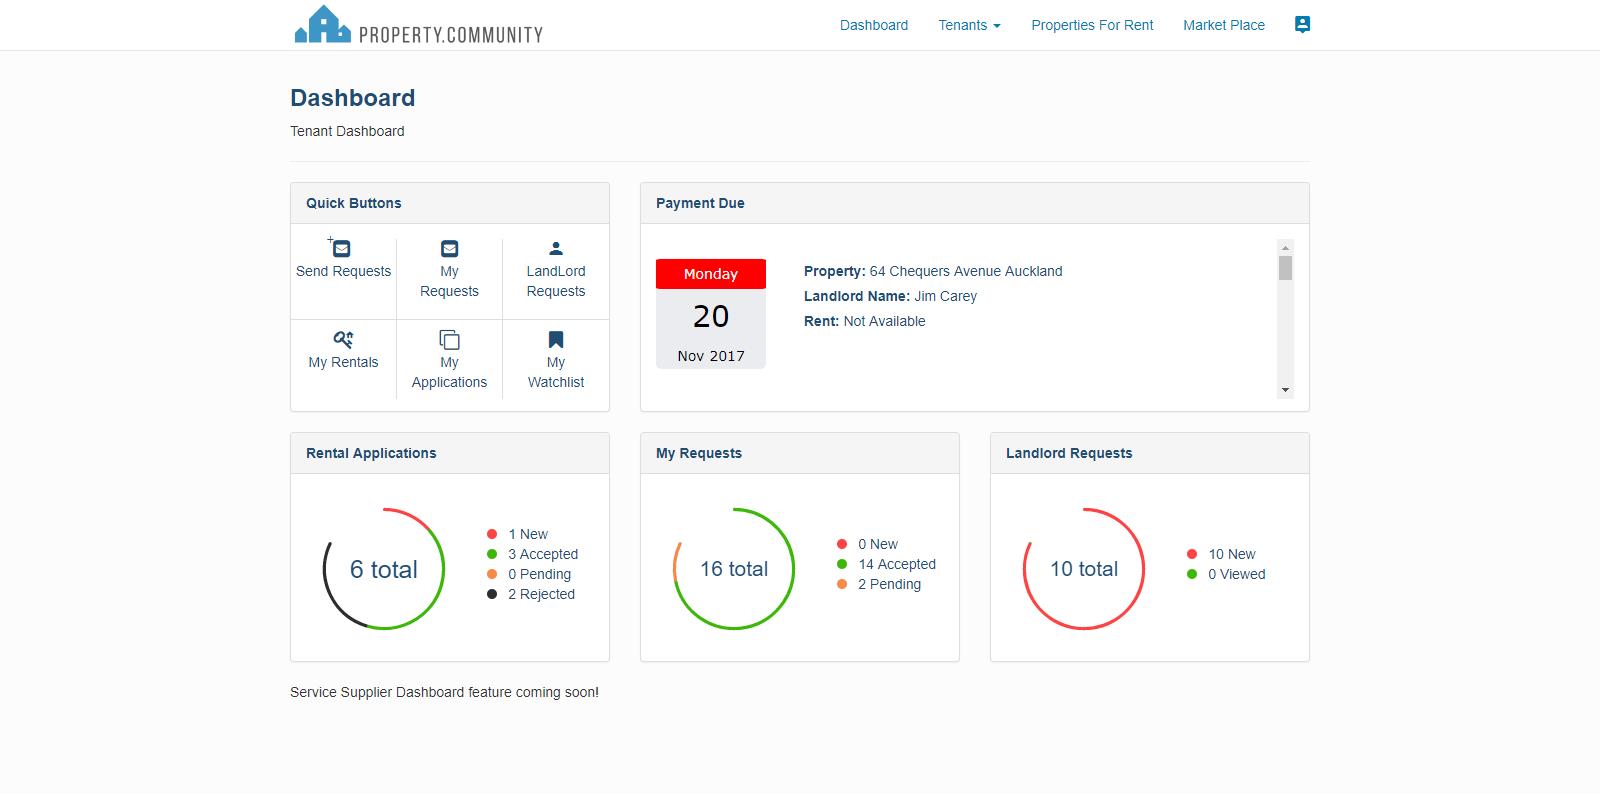 PROPERTY.COMMUNITY
Dashboard
Tenants
Properties For Rent
Market Place
Dashboard
Tenant Dashboard
Quick Buttons
+
Send Requests
My
Requests
LandLord
Requests
My Rentals
My
Applications
My
Watchlist
Payment Due
Monday
20
Nov 2017
Property: 64 Chequers Avenue Auckland
Landlord Name: Jim Carey
Rent: Not Available
Rental Applications
6 total
1 New
3 Accepted
0 Pending
2 Rejected
My Requests
16 total
0 New
14 Accepted
2 Pending
Landlord Requests
10 total
10 New
0 Viewed
Service Supplier Dashboard feature coming soon!